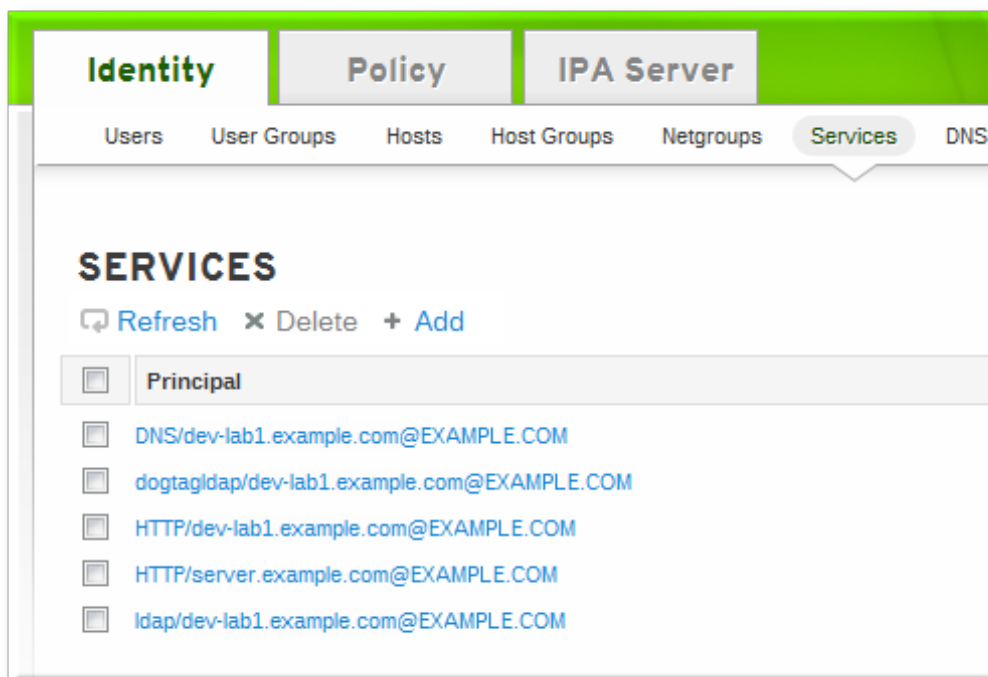 Identity Policy IPA Server
Users User Groups Hosts Host Groups Netgroups Services DNS
SERVICES
Refresh Delete + Add
Principal
DNS/dev-lab1.example.com@EXAMPLE.COM
dogtagldap/dev-lab1.example.com@EXAMPLE.COM
HTTP/dev-lab1.example.com@EXAMPLE.COM
HTTP/server.example.com@EXAMPLE.COM
ldap/dev-lab1.example.com@EXAMPLE.COM